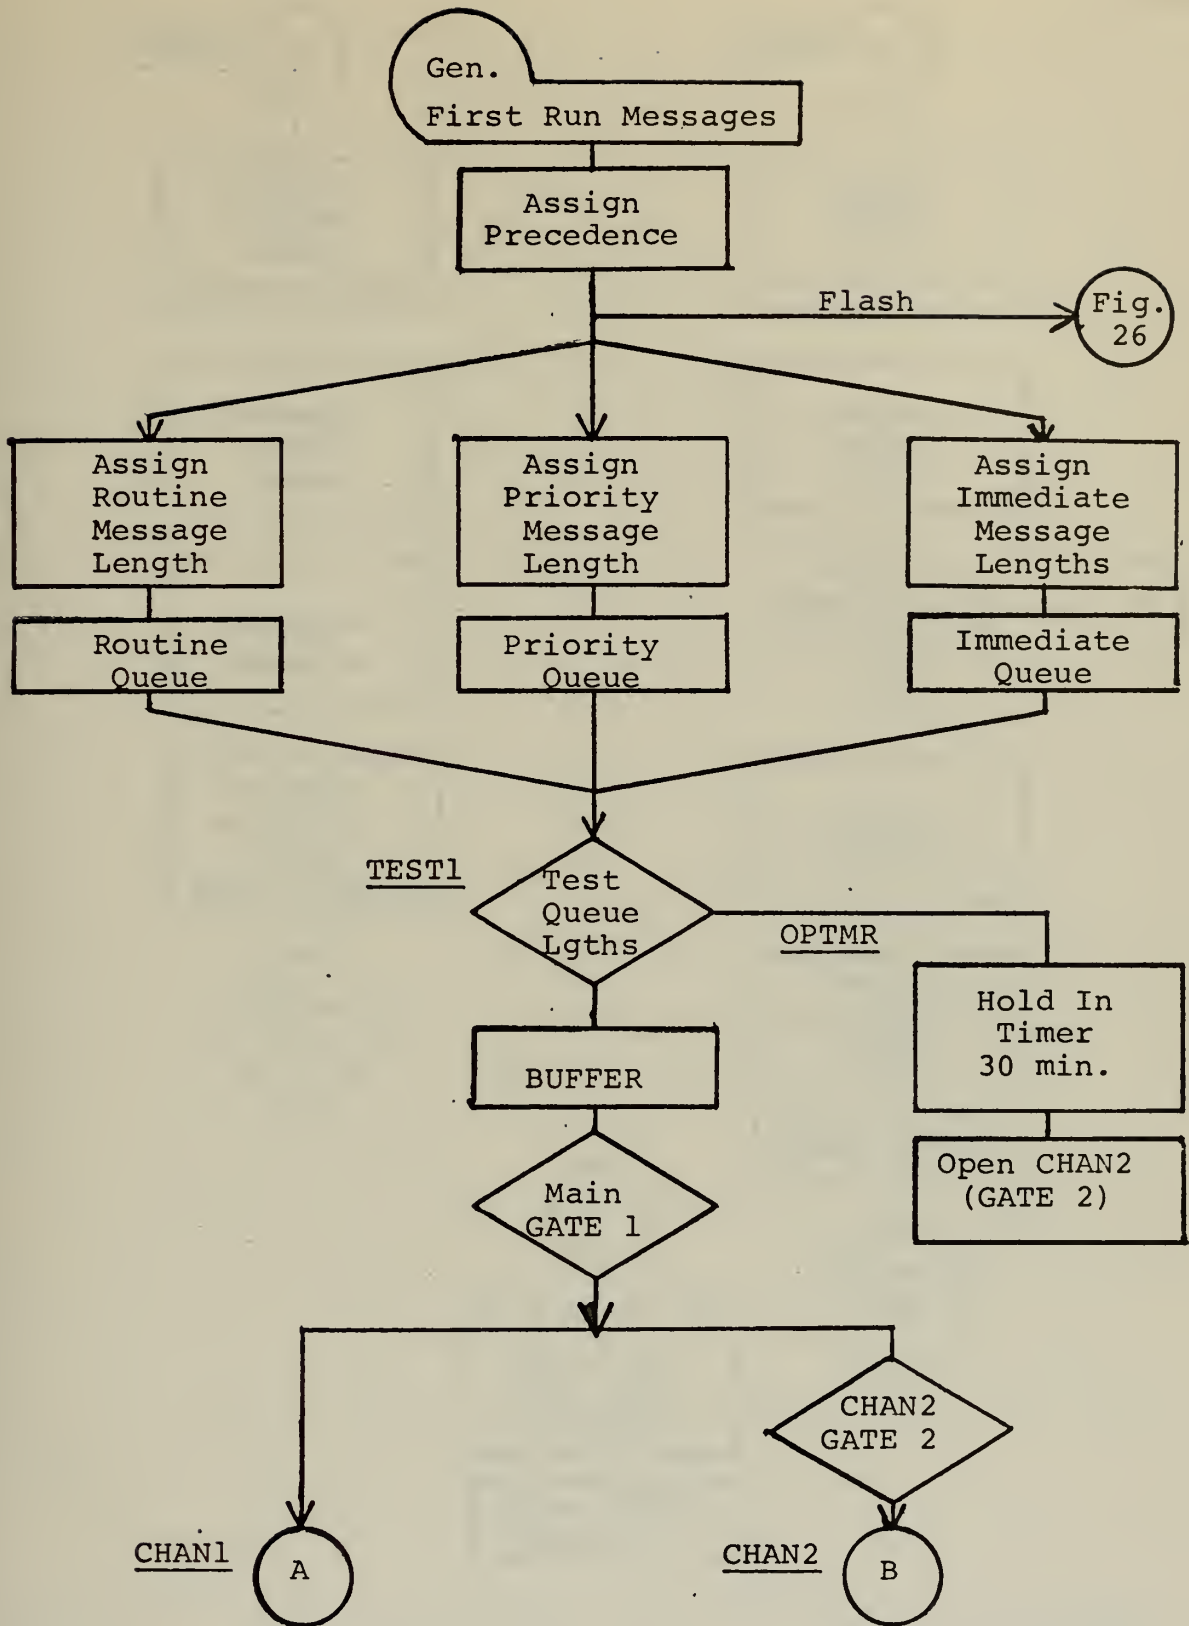 Gen.
First Run Messages
Assign
Precedence
Flash
Fig.
26
Assign
Routine
Message
Length
Assign
Priority
Message
Length
Assign
Immediate
Message
Lengths
Routine
Queue
Priority
Queue
Immediate
Queue
TEST1
Test
Queue
Lgths
OPTMR
Hold In
Timer
30 min.
BUFFER
Open CHAN2
(GATE 2)
Main
GATE 1
CHAN2
GATE 2
CHAN1
A
CHAN2
B